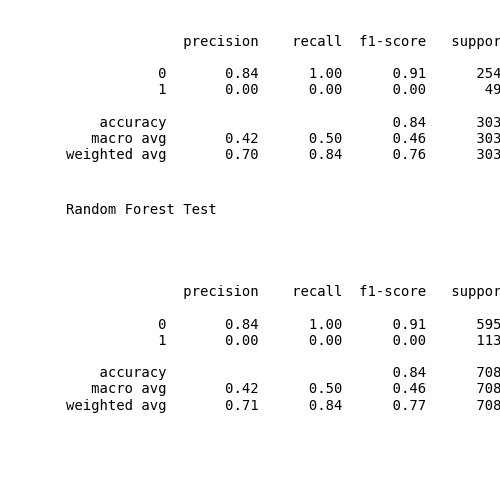 precision recall f1-score suppor
0 0.84 1.00 0.91 254
1 0.00 0.00 0.00 49
accuracy 0.84 303
macro avg 0.42 0.50 0.46 303
weighted avg 0.70 0.84 0.76 303
Random Forest Test
precision recall f1-score suppor
0 0.84 1.00 0.91 595
1 0.00 0.00 0.00 113
accuracy 0.84 708
macro avg 0.42 0.50 0.46 708
weighted avg 0.71 0.84 0.77 708